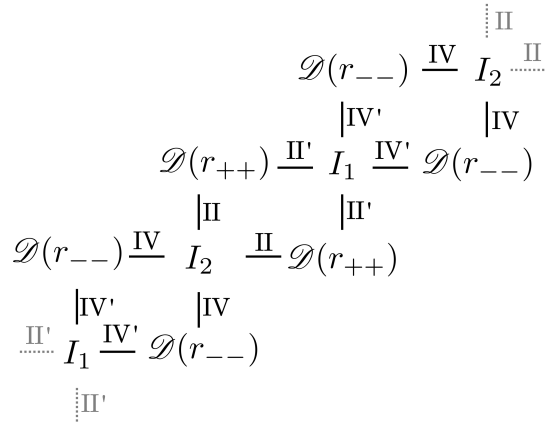 II
𝒟(r₋₋) IV I₂ II
IV' IV
𝒟(r₊₊) II' I₁ IV' 𝒟(r₋₋)
II II'
𝒟(r₋₋) IV I₂ II 𝒟(r₊₊)
IV' IV
II' I₁ IV' 𝒟(r₋₋)
II'